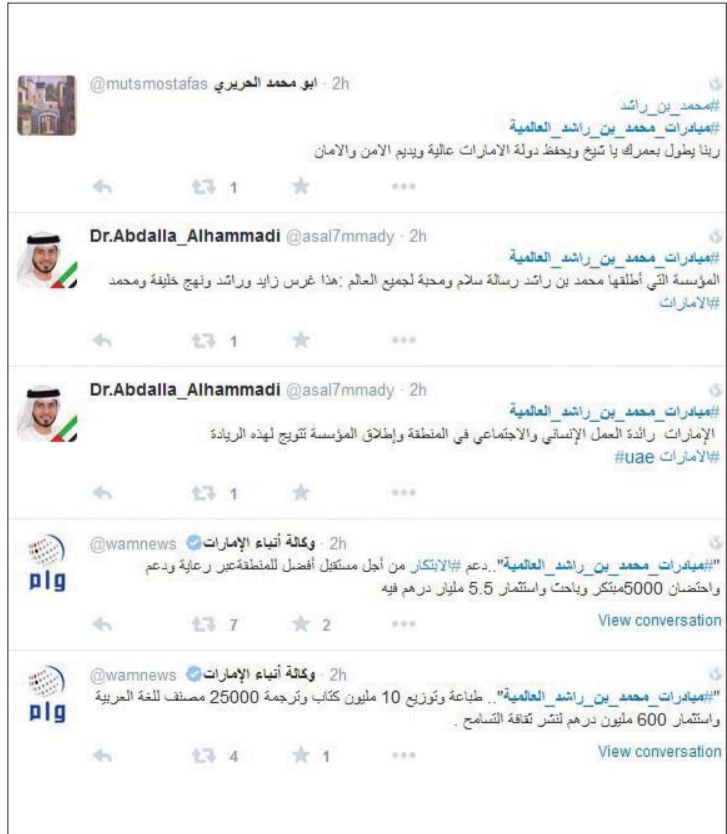 ابو محمد الحريري @mutsmostafas · 2h
#محمد_بن_راشد
#مبادرات_محمد_بن_راشد_العالمية
ربنا يطول بعمرك يا شيخ ويحفظ دولة الامارات عالية ويديم الامن والامان
1
Dr.Abdalla_Alhammadi @asal7mmady · 2h
#مبادرات_محمد_بن_راشد_العالمية
المؤسسة التي أطلقها محمد بن راشد رسالة سلام ومحبة لجميع العالم :هذا غرس زايد وراشد ونهج خليفة ومحمد
#الامارات
1
Dr.Abdalla_Alhammadi @asal7mmady · 2h
#مبادرات_محمد_بن_راشد_العالمية
الإمارات رائدة العمل الإنساني والاجتماعي في المنطقة وإطلاق المؤسسة تتويج لهذه الريادة
#الامارات uae#
1
وكالة أنباء الإمارات @wamnews · 2h
"#مبادرات_محمد_بن_راشد_العالمية"..دعم #الابتكار من أجل مستقبل أفضل للمنطقةعبر رعاية ودعم
واحتضان 5000مبتكر وباحث واستثمار 5.5 مليار درهم فيه
7 2 View conversation
وام
وكالة أنباء الإمارات @wamnews · 2h
"#مبادرات_محمد_بن_راشد_العالمية".. طباعة وتوزيع 10 مليون كتاب وترجمة 25000 مصنف للغة العربية
واستثمار 600 مليون درهم لنشر ثقافة التسامح .
4 1 View conversation
وام